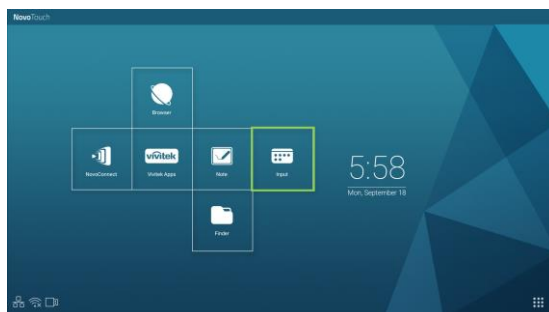 NovoTouch
Browser
NovoConnect
vivitek
Vivitek Apps
Note
Input
Finder
5:58
Mon, September 18